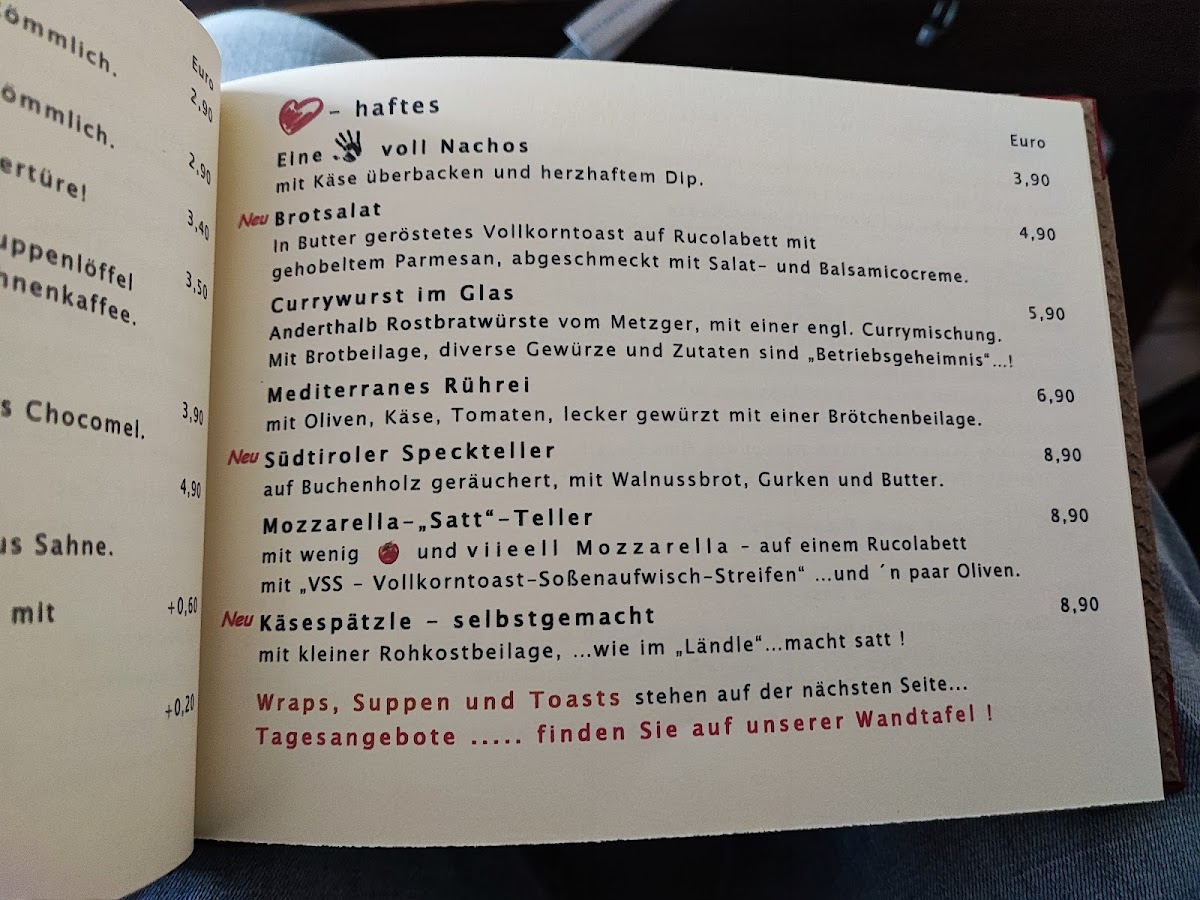 ömmlich.
Euro
2,90
ömmlich.
2,90
ertüre!
3,40
uppenlöffel
3,50
hnenkaffee.
s Chocomel.
3,90
4,90
us Sahne.
mit
+0,60
+0,20
– haftes
Euro
Eine voll Nachos
mit Käse überbacken und herzhaftem Dip. 3,90
Neu Brotsalat
4,90
In Butter geröstetes Vollkorntoast auf Rucolabett mit
gehobeltem Parmesan, abgeschmeckt mit Salat- und Balsamicocreme.
Currywurst im Glas
5,90
Anderthalb Rostbratwürste vom Metzger, mit einer engl. Currymischung.
Mit Brotbeilage, diverse Gewürze und Zutaten sind „Betriebsgeheimnis“...!
Mediterranes Rührei
6,90
mit Oliven, Käse, Tomaten, lecker gewürzt mit einer Brötchenbeilage.
Neu Südtiroler Speckteller
8,90
auf Buchenholz geräuchert, mit Walnussbrot, Gurken und Butter.
Mozzarella-„Satt“-Teller
8,90
mit wenig und viieell Mozzarella – auf einem Rucolabett
mit „VSS – Vollkorntoast-Soßenaufwisch-Streifen“ ...und ´n paar Oliven.
Neu Käsespätzle – selbstgemacht
8,90
mit kleiner Rohkostbeilage, ...wie im „Ländle“...macht satt !
Wraps, Suppen und Toasts stehen auf der nächsten Seite...
Tagesangebote ..... finden Sie auf unserer Wandtafel !